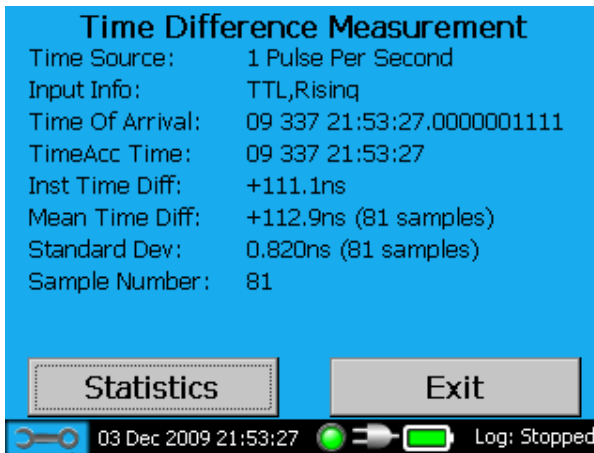 Time Difference Measurement
Time Source: 1 Pulse Per Second
Input Info: TTL,Rising
Time Of Arrival: 09 337 21:53:27.0000001111
TimeAcc Time: 09 337 21:53:27
Inst Time Diff: +111.1ns
Mean Time Diff: +112.9ns (81 samples)
Standard Dev: 0.820ns (81 samples)
Sample Number: 81
Statistics Exit
03 Dec 2009 21:53:27 Log: Stopped